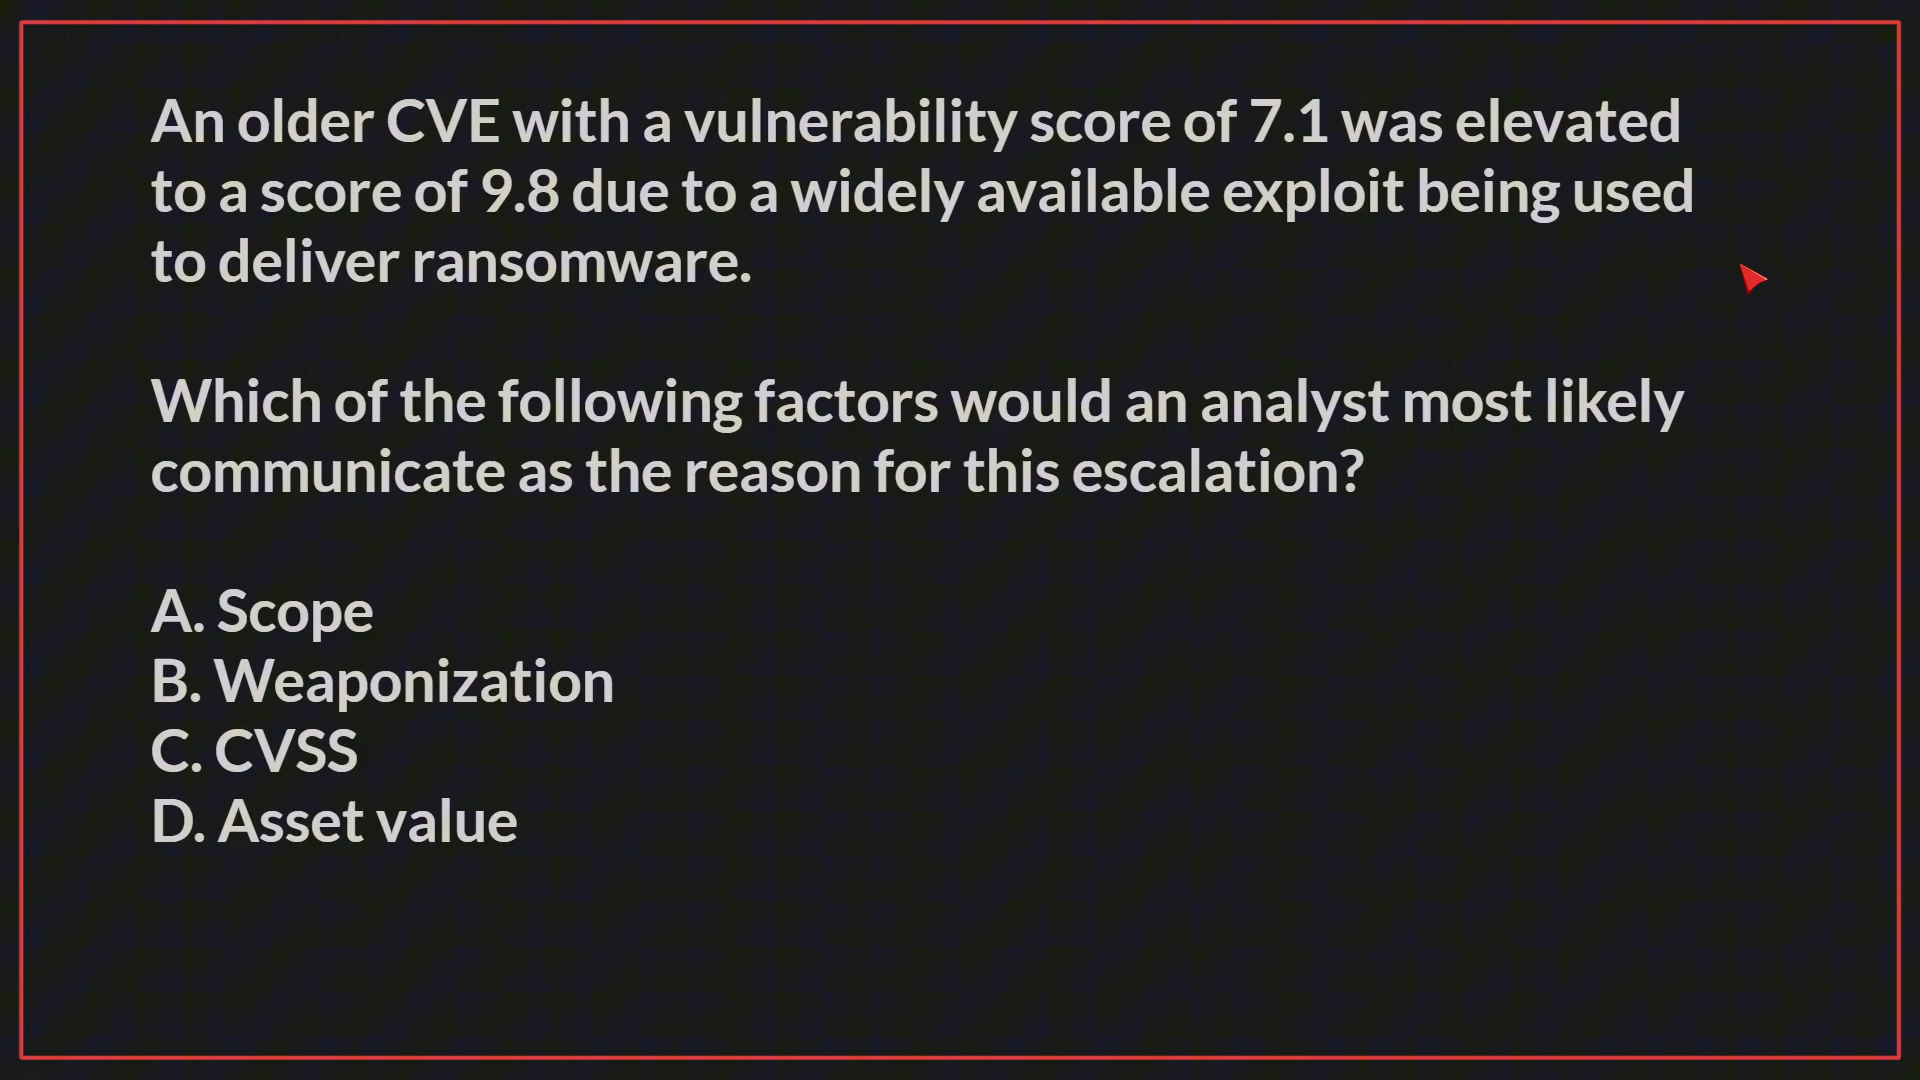 An older CVE with a vulnerability score of 7.1 was elevated
to a score of 9.8 due to a widely available exploit being used
to deliver ransomware.
Which of the following factors would an analyst most likely
communicate as the reason for this escalation?
A. Scope
B. Weaponization
C. CVSS
D. Asset value